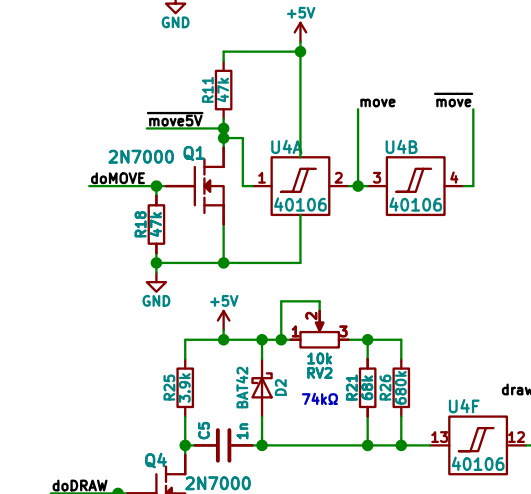 GND
+5V
R11
47k
move
move
move5V
2N7000
Q1
U4A
U4B
doMOVE
1
2
3
4
40106
40106
R18
47k
GND
+5V
1
2
3
10k
RV2
R25
3.9k
BAT42
D2
74kΩ
R21
68k
R26
680k
draw
C5
1n
U4F
13
12
40106
Q4
2N7000
doDRAW